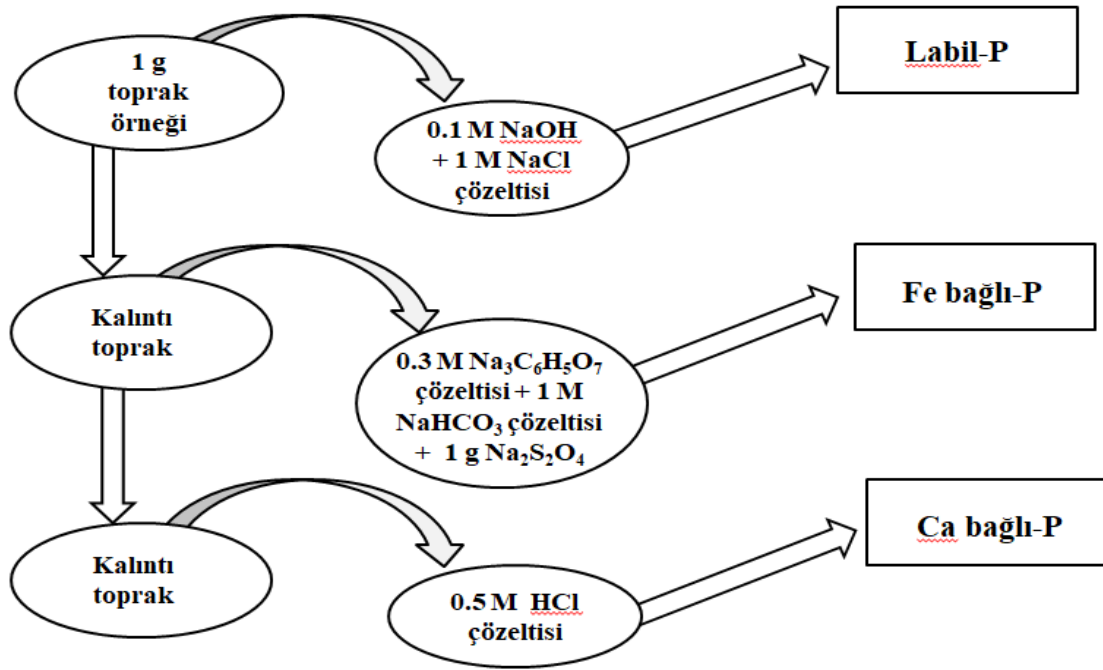 1 g
toprak
örneği
0.1 M NaOH
+ 1 M NaCl
çözeltisi
Labil-P
Kalıntı
toprak
0.3 M Na₃C₆H₅O₇
çözeltisi + 1 M
NaHCO₃ çözeltisi
+ 1 g Na₂S₂O₄
Fe bağlı-P
Kalıntı
toprak
0.5 M HCl
çözeltisi
Ca bağlı-P